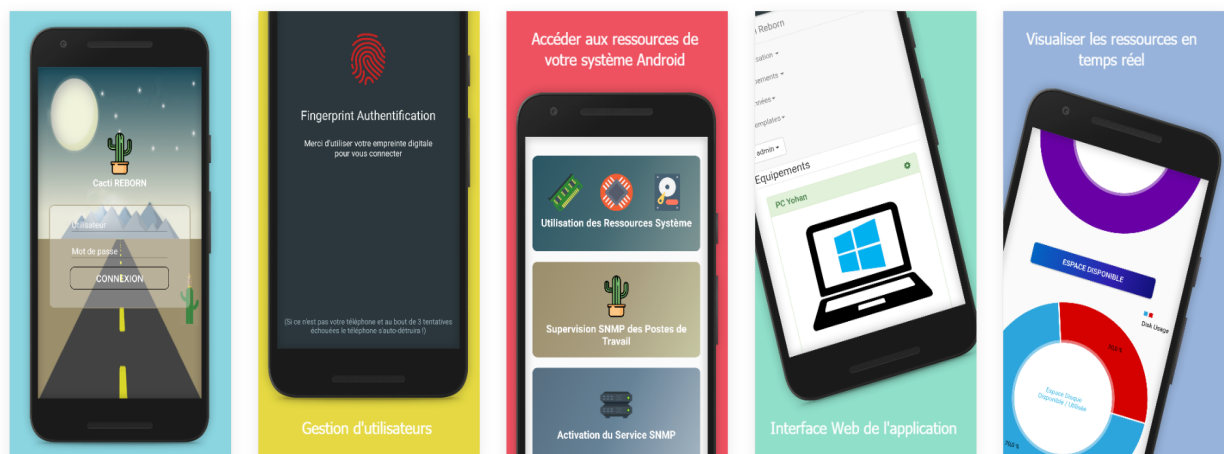 Cacti REBORN
Utilisateur
Mot de passe
CONNEXION
Fingerprint Authentification
Merci d'utiliser votre empreinte digitale
pour vous connecter
(Si ce n'est pas votre téléphone et au bout de 3 tentatives
échouées le téléphone s'auto-détruira !)
Gestion d'utilisateurs
Accéder aux ressources de
votre système Android
Utilisation des Ressources Système
Supervision SNMP des Postes de
Travail
Activation du Service SNMP
Reborn
admin
Equipements
PC Yohan
Interface Web de l'application
Visualiser les ressources en
temps réel
ESPACE DISPONIBLE
Disk Usage
Espace Disque
Disponible / Utilisée